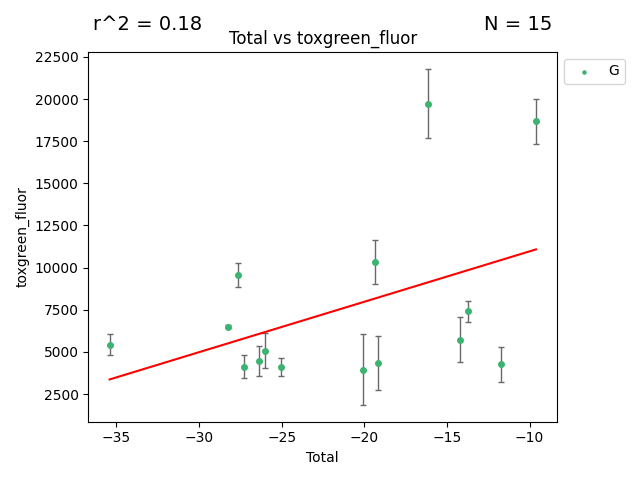 r^2 = 0.18
N = 15
Total vs toxgreen_fluor
G
22500
20000
17500
15000
12500
10000
7500
5000
2500
toxgreen_fluor
−35
−30
−25
−20
−15
−10
Total